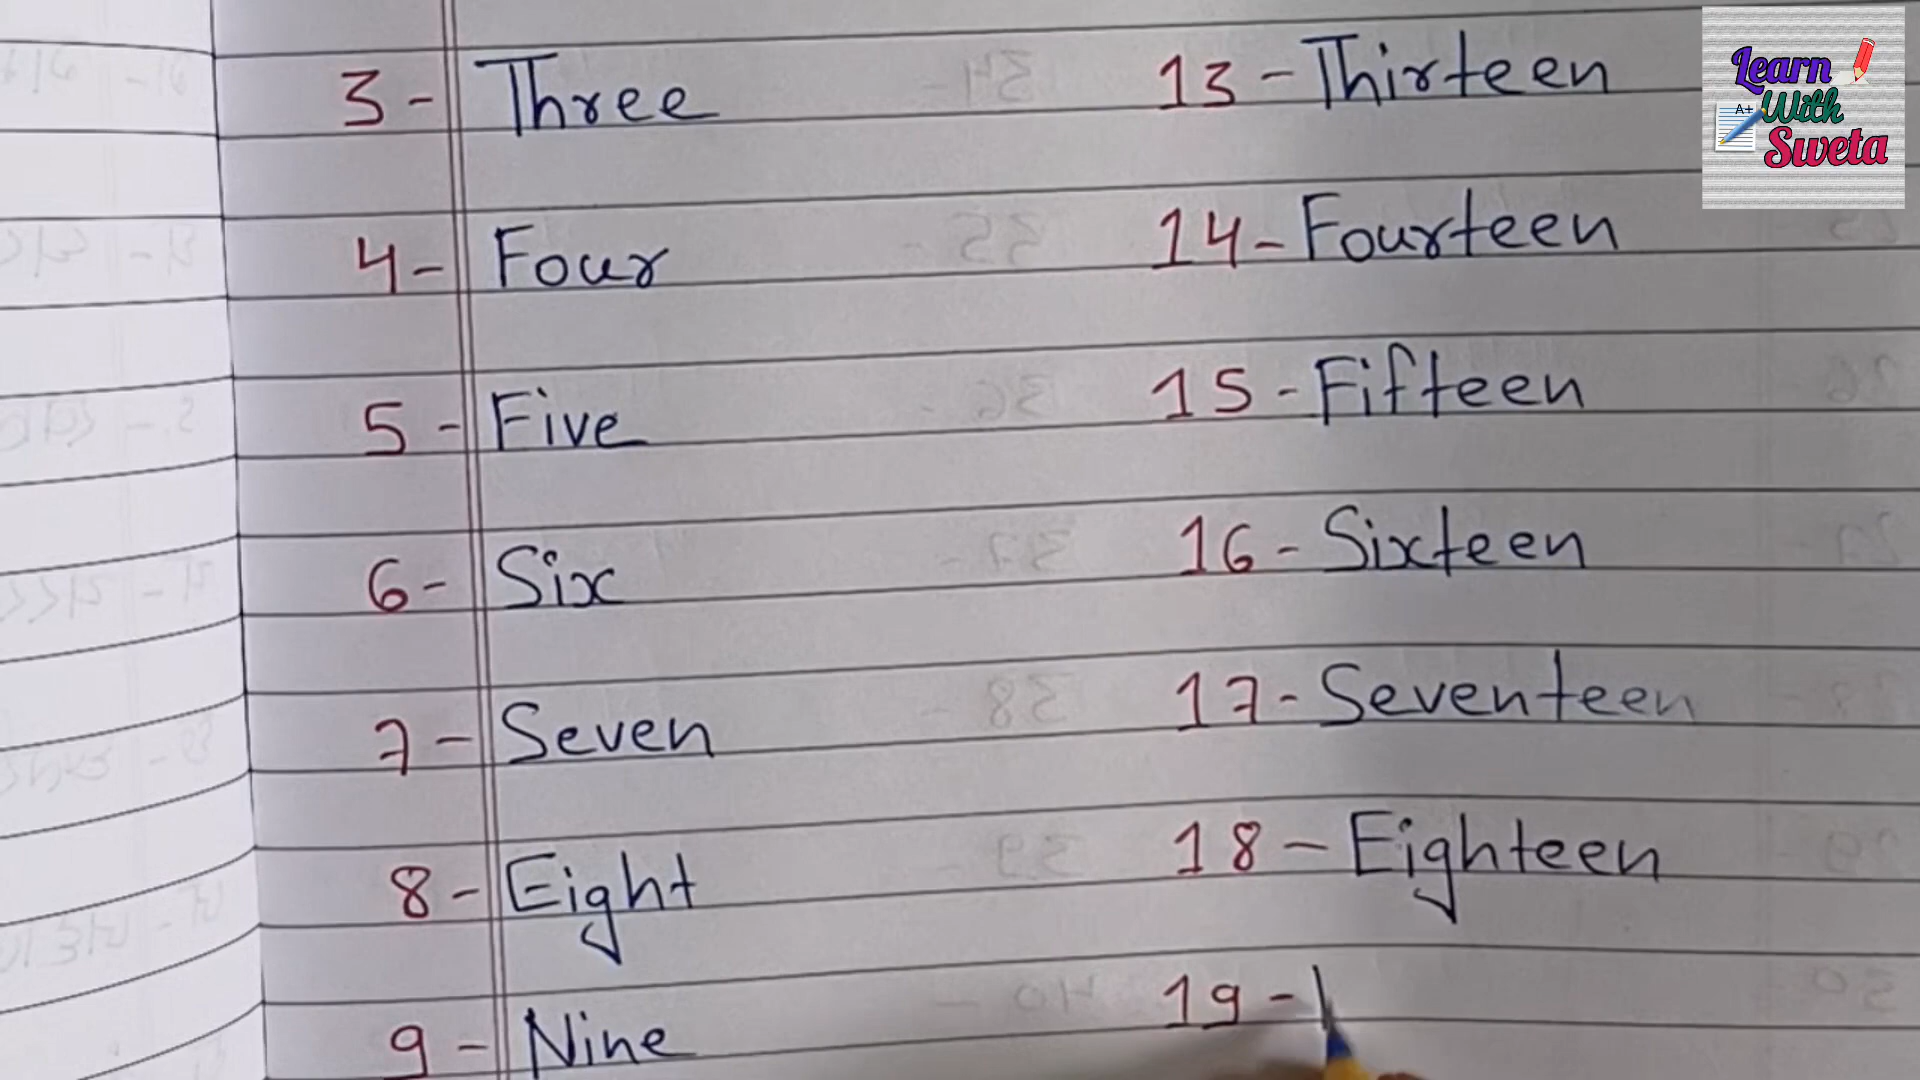 3 - Three 13 - Thirteen
4 - Four 14 - Fourteen
5 - Five 15 - Fifteen
6 - Six 16 - Sixteen
7 - Seven 17 - Seventeen
8 - Eight 18 - Eighteen
9 - Nine 19 -
Learn
A+ With
Sweta